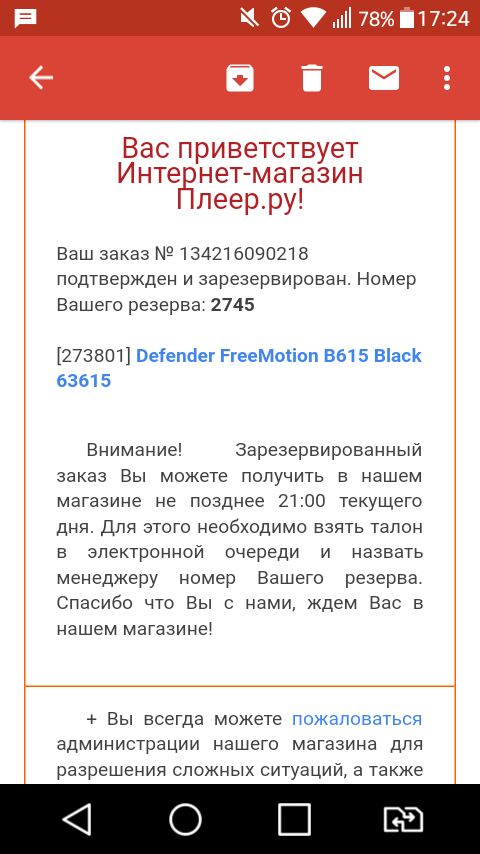 78% 17:24
Вас приветствует
Интернет-магазин
Плеер.ру!
Ваш заказ № 134216090218
подтвержден и зарезервирован. Номер
Вашего резерва: 2745
[273801] Defender FreeMotion B615 Black
63615
Внимание! Зарезервированный
заказ Вы можете получить в нашем
магазине не позднее 21:00 текущего
дня. Для этого необходимо взять талон
в электронной очереди и назвать
менеджеру номер Вашего резерва.
Спасибо что Вы с нами, ждем Вас в
нашем магазине!
+ Вы всегда можете пожаловаться
администрации нашего магазина для
разрешения сложных ситуаций, а также